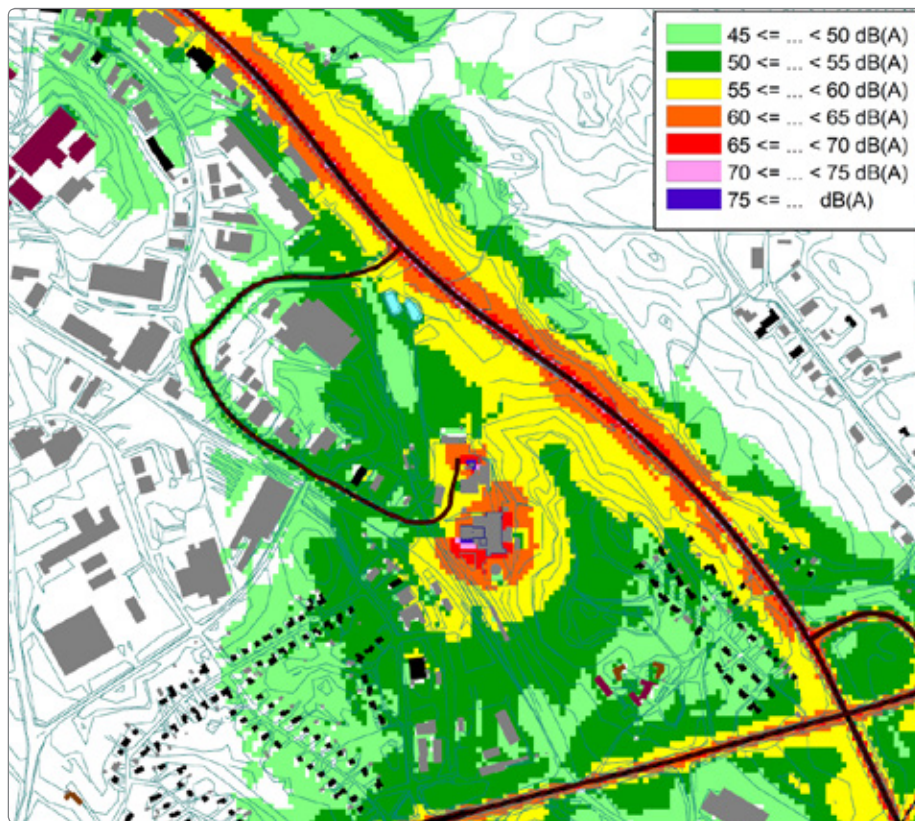 45 <= ... < 50 dB(A)
50 <= ... < 55 dB(A)
55 <= ... < 60 dB(A)
60 <= ... < 65 dB(A)
65 <= ... < 70 dB(A)
70 <= ... < 75 dB(A)
75 <= ... dB(A)